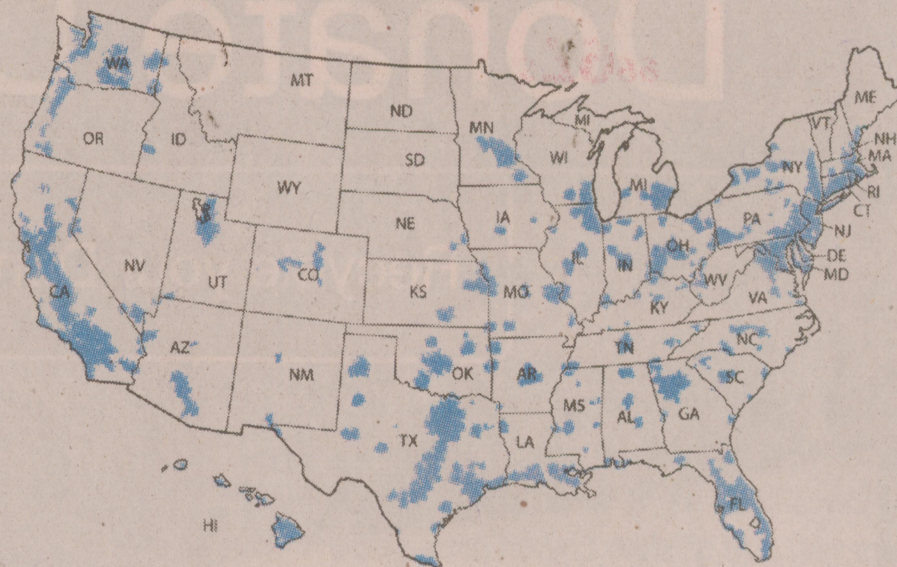 Donate
WA
MT
ND
MN
MI
ME
VT
NH
OR
ID
SD
WI
MI
NY
MA
RI
CT
WY
IA
PA
NJ
NE
OH
DE
NV
UT
CO
IL
IN
WV
MD
CA
KS
MO
KY
VA
AZ
NM
OK
AR
TN
NC
SC
TX
MS
AL
GA
LA
FL
HI